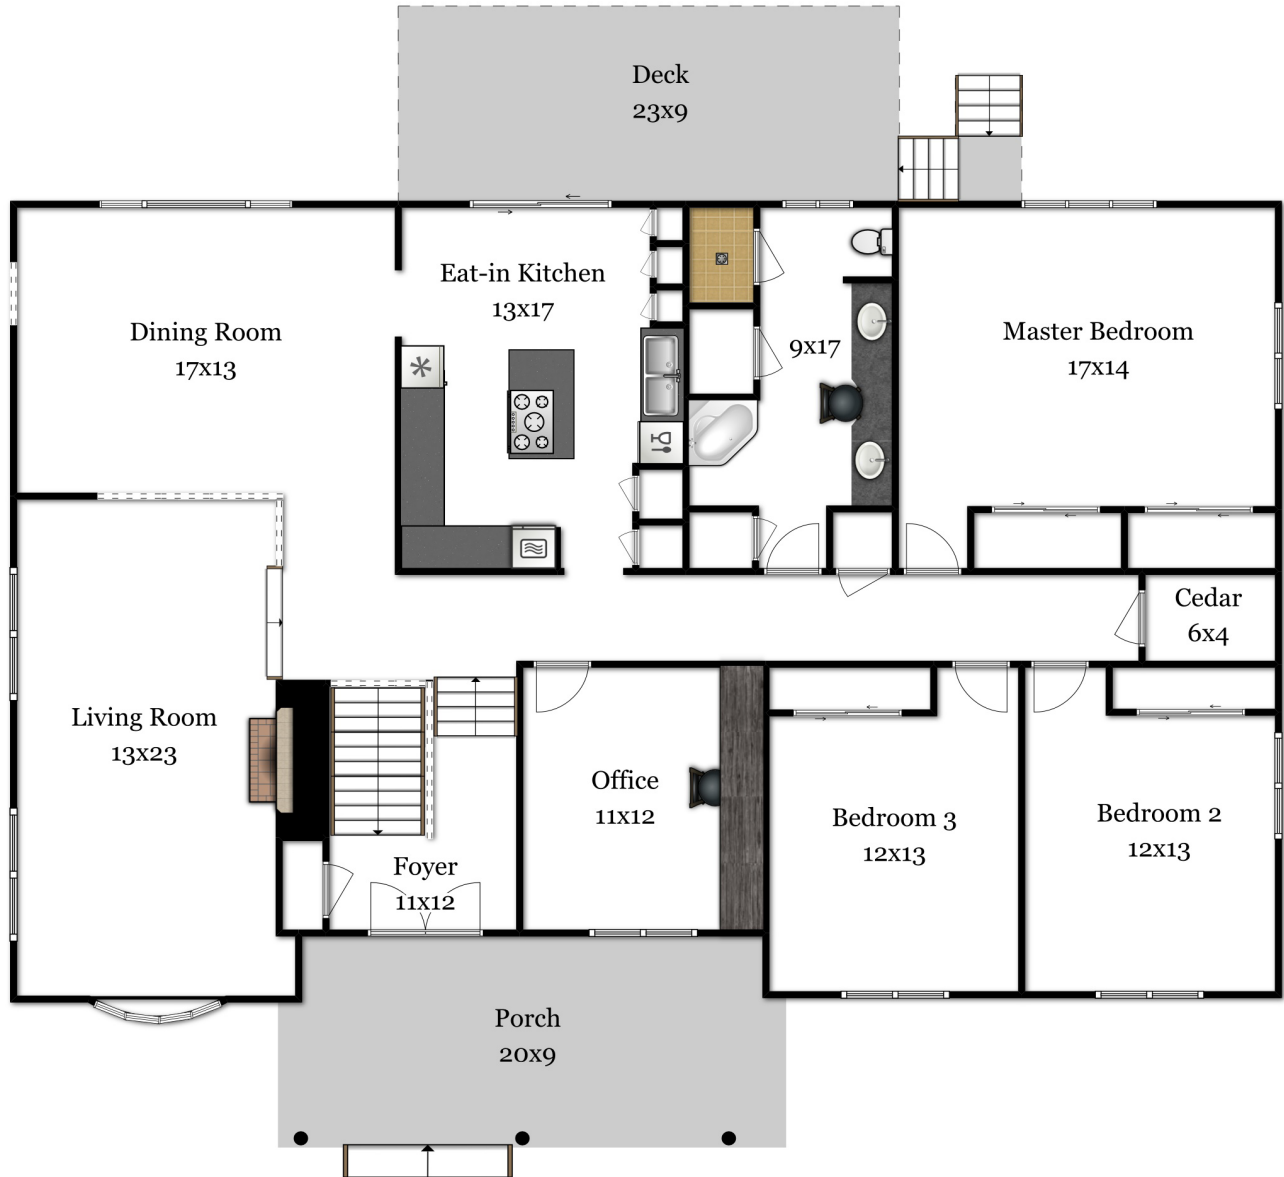 Deck
23x9
Eat-in Kitchen
13x17
Dining Room
17x13
9x17
Master Bedroom
17x14
Cedar
6x4
Living Room
13x23
Office
11x12
Bedroom 3
12x13
Bedroom 2
12x13
Foyer
11x12
Porch
20x9